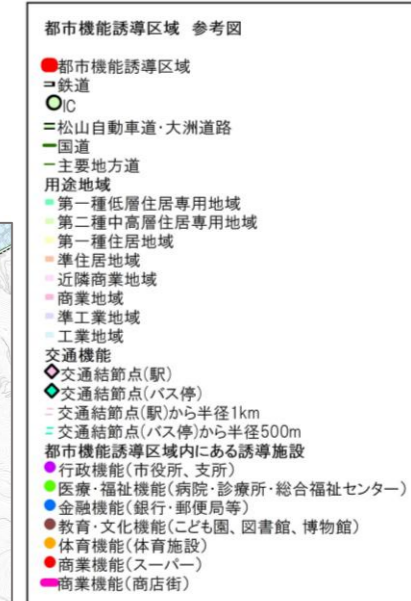 都市機能誘導区域 参考図
都市機能誘導区域
鉄道
IC
松山自動車道・大洲道路
国道
主要地方道
用途地域
第一種低層住居専用地域
第二種中高層住居専用地域
第一種住居地域
準住居地域
近隣商業地域
商業地域
準工業地域
工業地域
交通機能
交通結節点(駅)
交通結節点(バス停)
交通結節点(駅)から半径1km
交通結節点(バス停)から半径500m
都市機能誘導区域内にある誘導施設
行政機能(市役所、支所)
医療・福祉機能(病院・診療所・総合福祉センター)
金融機能(銀行・郵便局等)
教育・文化機能(こども園、図書館、博物館)
体育機能(体育施設)
商業機能(スーパー)
商業機能(商店街)